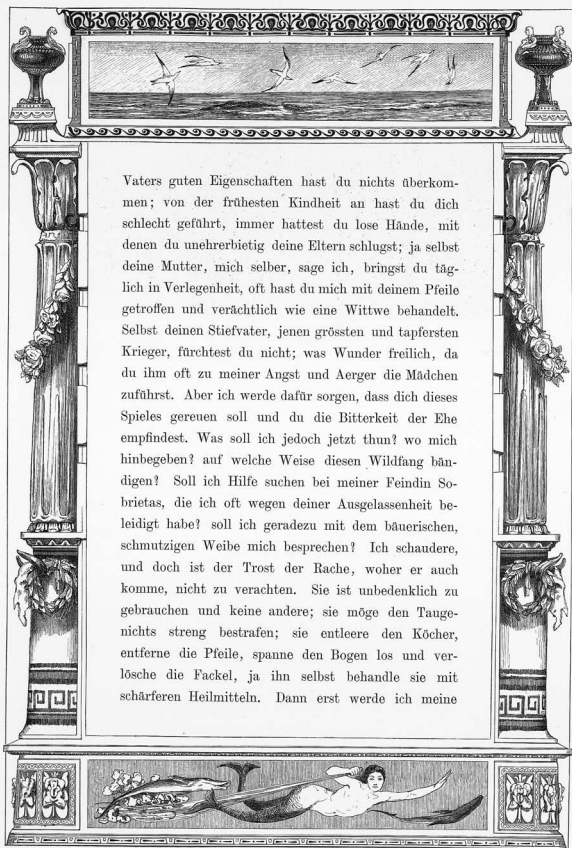 Vaters guten Eigenschaften hast du nichts überkom-
men; von der frühesten Kindheit an hast du dich
schlecht geführt, immer hattest du lose Hände, mit
denen du unehrerbietig deine Eltern schlugst; ja selbst
deine Mutter, mich selber, sage ich, bringst du täg-
lich in Verlegenheit, oft hast du mich mit deinem Pfeile
getroffen und verächtlich wie eine Wittwe behandelt.
Selbst deinen Stiefvater, jenen grössten und tapfersten
Krieger, fürchtest du nicht; was Wunder freilich, da
du ihm oft zu meiner Angst und Aerger die Mädchen
zuführst. Aber ich werde dafür sorgen, dass dich dieses
Spieles gereuen soll und du die Bitterkeit der Ehe
empfindest. Was soll ich jedoch jetzt thun? wo mich
hinbegeben? auf welche Weise diesen Wildfang bän-
digen? Soll ich Hilfe suchen bei meiner Feindin So-
brietas, die ich oft wegen deiner Ausgelassenheit be-
leidigt habe? soll ich geradezu mit dem bäuerischen,
schmutzigen Weibe mich besprechen? Ich schaudere,
und doch ist der Trost der Rache, woher er auch
komme, nicht zu verachten. Sie ist unbedenklich zu
gebrauchen und keine andere; sie möge den Tauge-
nichts streng bestrafen; sie entleere den Köcher,
entferne die Pfeile, spanne den Bogen los und ver-
lösche die Fackel, ja ihn selbst behandle sie mit
schärferen Heilmitteln. Dann erst werde ich meine